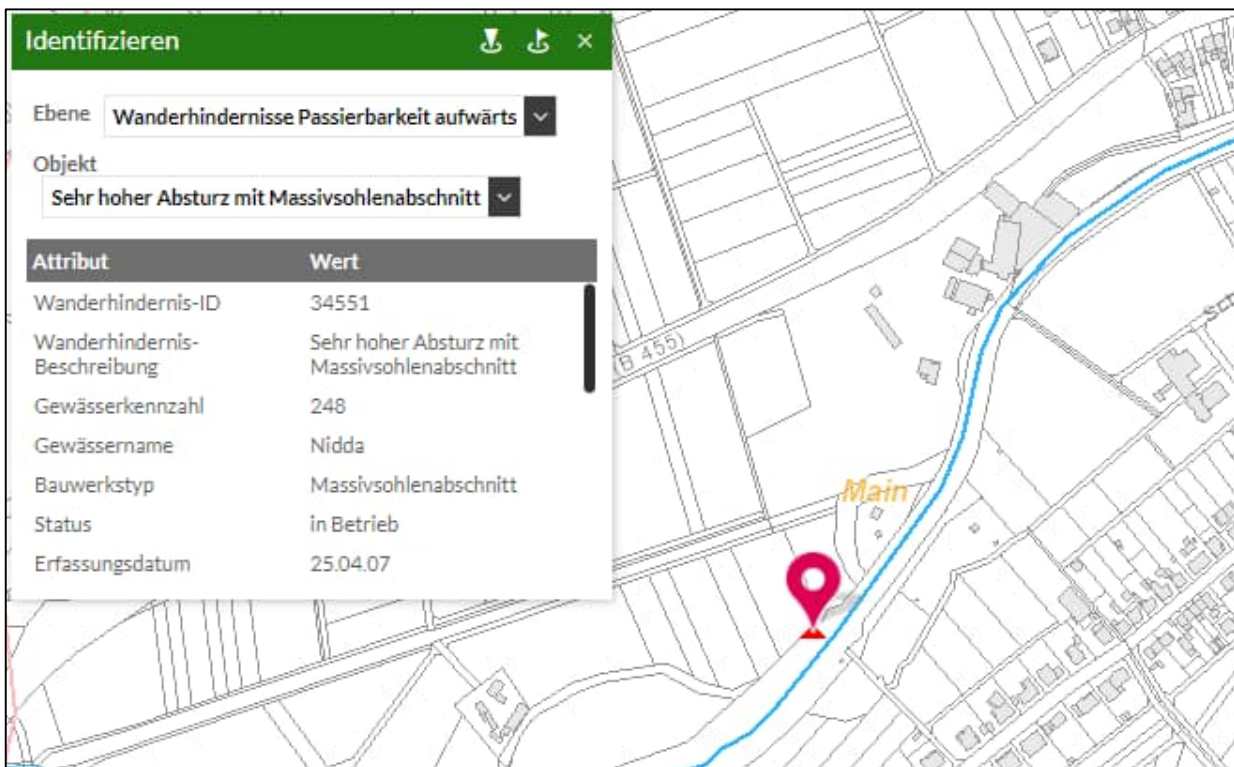 Identifizieren
Ebene Wanderhindernisse Passierbarkeit aufwärts
Objekt
Sehr hoher Absturz mit Massivsohlenabschnitt
Attribut Wert
Wanderhindernis-ID 34551
Wanderhindernis-Beschreibung Sehr hoher Absturz mit
Massivsohlenabschnitt
Gewässerkennzahl 248
Gewässername Nidda
Bauwerkstyp Massivsohlenabschnitt
Status in Betrieb
Erfassungsdatum 25.04.07
(B 455)
Main